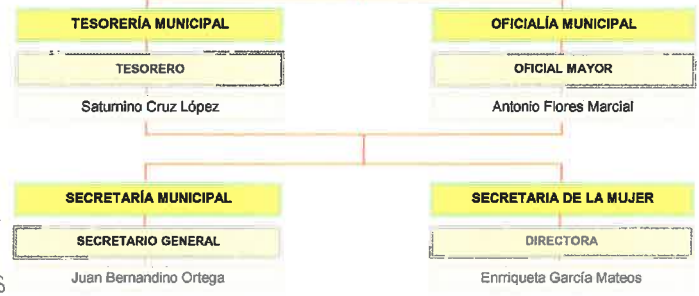 TESORERÍA MUNICIPAL
TESORERO
Saturnino Cruz López
OFICIALÍA MUNICIPAL
OFICIAL MAYOR
Antonio Flores Marcial
SECRETARÍA MUNICIPAL
SECRETARIO GENERAL
Juan Bernandino Ortega
SECRETARIA DE LA MUJER
DIRECTORA
Enrriqueta García Mateos